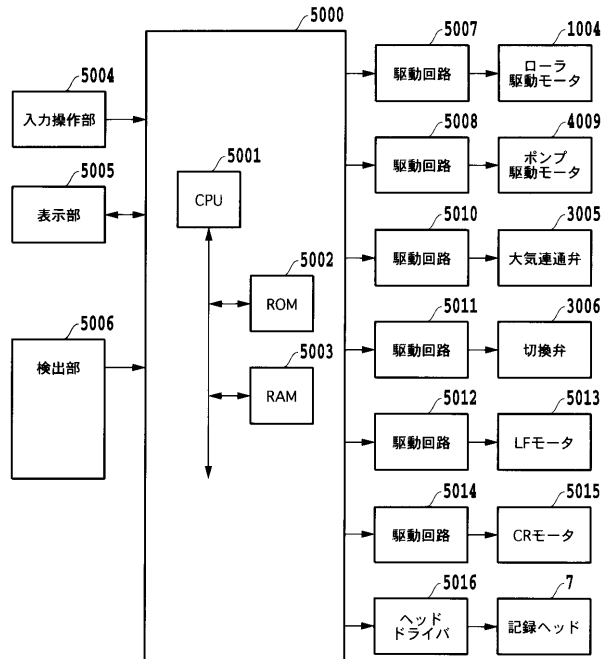 5000
5004
入力操作部
5005
表示部
5006
検出部
5001
CPU
5002
ROM
5003
RAM
5007
駆動回路
1004
ローラ
駆動モータ
5008
駆動回路
4009
ポンプ
駆動モータ
5010
駆動回路
3005
大気連通弁
5011
駆動回路
3006
切換弁
5012
駆動回路
5013
LFモータ
5014
駆動回路
5015
CRモータ
5016
ヘッド
ドライバ
7
記録ヘッド